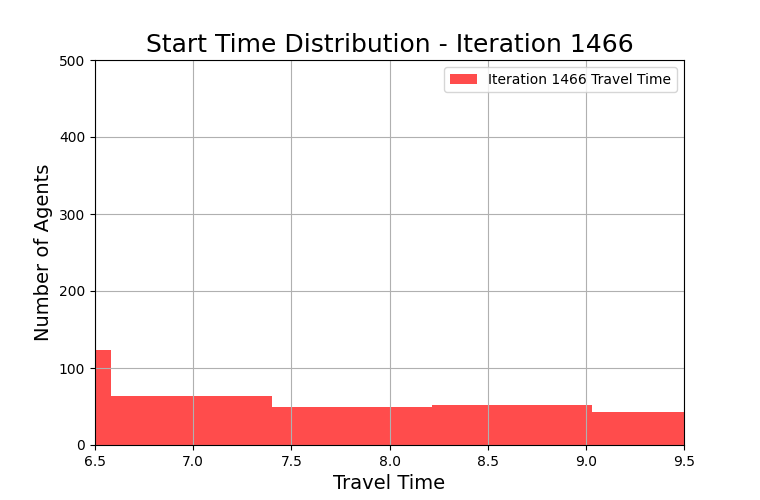 Start Time Distribution - Iteration 1466
500
Iteration 1466 Travel Time
400
300
200
100
0
Number of Agents
6.5 7.0 7.5 8.0 8.5 9.0 9.5
Travel Time